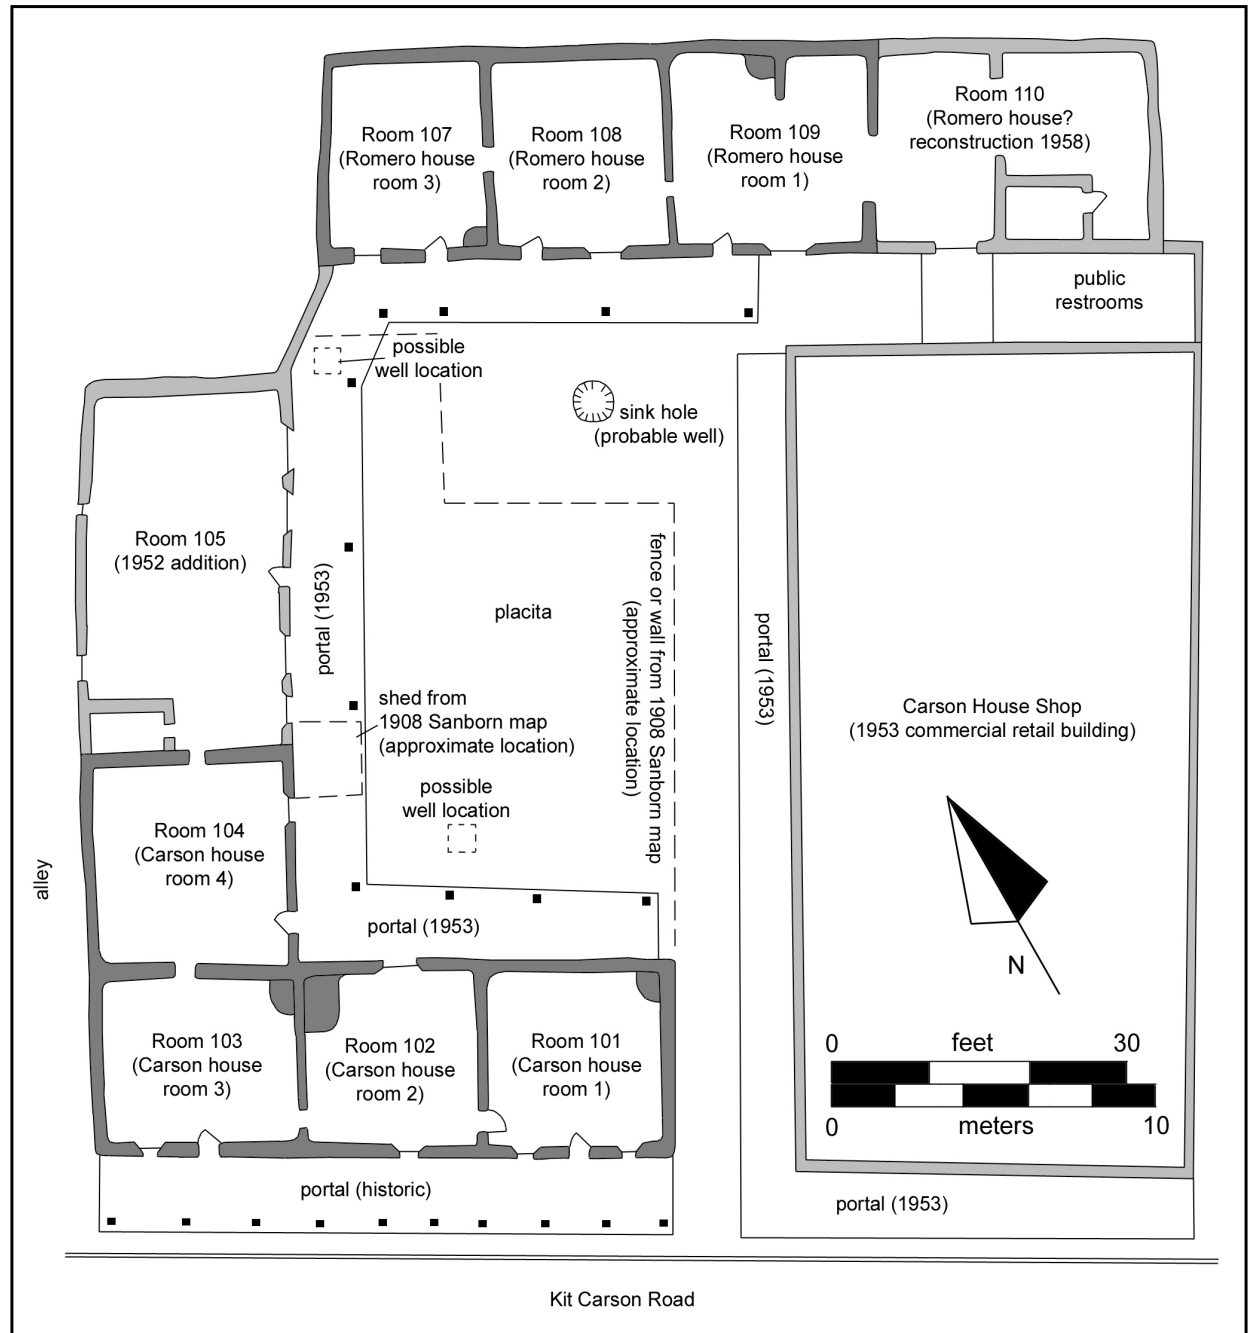 Room 107
(Romero house
room 3)
Room 108
(Romero house
room 2)
Room 109
(Romero house
room 1)
Room 110
(Romero house?
reconstruction 1958)
public
restrooms
possible
well location
sink hole
(probable well)
Room 105
(1952 addition)
portal (1953)
placita
fence or wall from 1908 Sanborn map
(approximate location)
portal (1953)
shed from
1908 Sanborn map
(approximate location)
Carson House Shop
(1953 commercial retail building)
possible
well location
Room 104
(Carson house
room 4)
alley
portal (1953)
N
Room 103
(Carson house
room 3)
Room 102
(Carson house
room 2)
Room 101
(Carson house
room 1)
0 feet 30
0 meters 10
portal (historic)
portal (1953)
Kit Carson Road